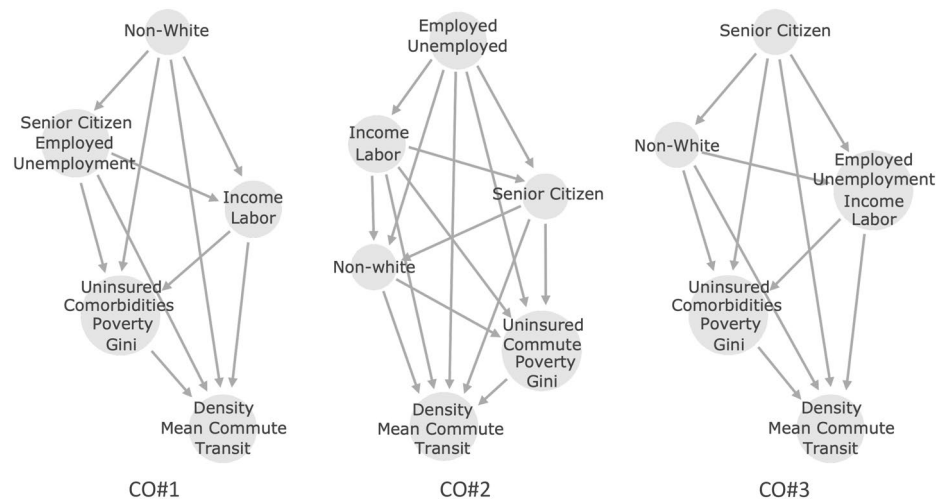 Non-White
Senior Citizen
Employed
Unemployment
Income
Labor
Uninsured
Comorbidities
Poverty
Gini
Density
Mean Commute
Transit
CO#1
Employed
Unemployed
Income
Labor
Senior Citizen
Non-white
Uninsured
Commute
Poverty
Gini
Density
Mean Commute
Transit
CO#2
Senior Citizen
Non-White
Employed
Unemployment
Income
Labor
Uninsured
Comorbidities
Poverty
Gini
Density
Mean Commute
Transit
CO#3